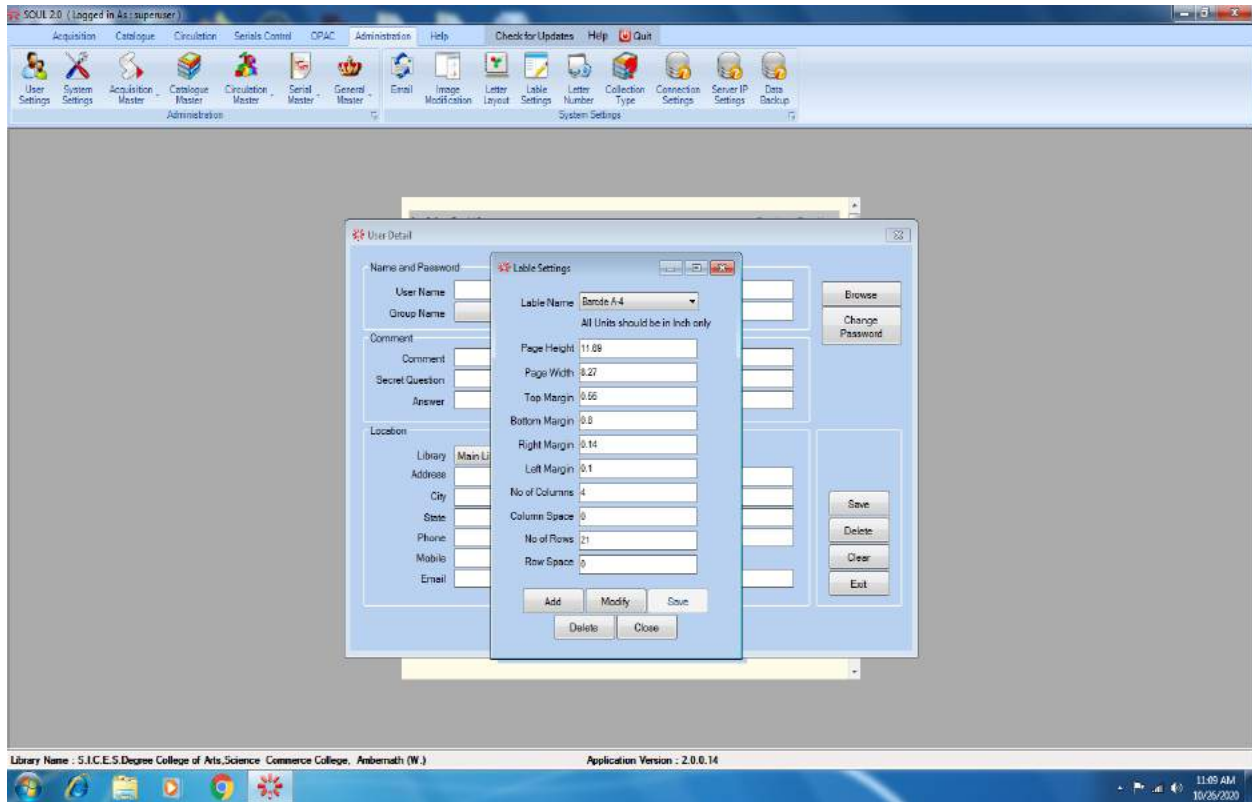 SOUL 2.0 ( Logged in As : superuser )
Acquisition Catalogue Circulation Serials Control OPAC Administration Help Check for Updates Help Quit
User Settings
System Settings
Acquisition Master
Catalogue Master
Circulation Master
Serial Master
General Master
Email
Image Modification
Letter Layout
Lable Settings
Letter Number
Collection Type
Connection Settings
Server IP Settings
Data Backup
Administration
System Settings
User Detail
Name and Password
User Name
Group Name
Browse
Change Password
Comment
Comment
Secret Question
Answer
Location
Library Main Li
Address
City
State
Phone
Mobile
Email
Save
Delete
Clear
Exit
Lable Settings
Lable Name Barcde A-4
All Units should be in Inch only
Page Height 11.69
Page Width 8.27
Top Margin 0.55
Bottom Margin 0.8
Right Margin 0.14
Left Margin 0.1
No of Columns 4
Column Space 0
No of Rows 21
Row Space 0
Add Modify Save
Delete Close
Library Name : S.I.C.E.S.Degree College of Arts,Science Commerce College, Ambernath (W.)
Application Version : 2.0.0.14
11:09 AM
10/26/2020